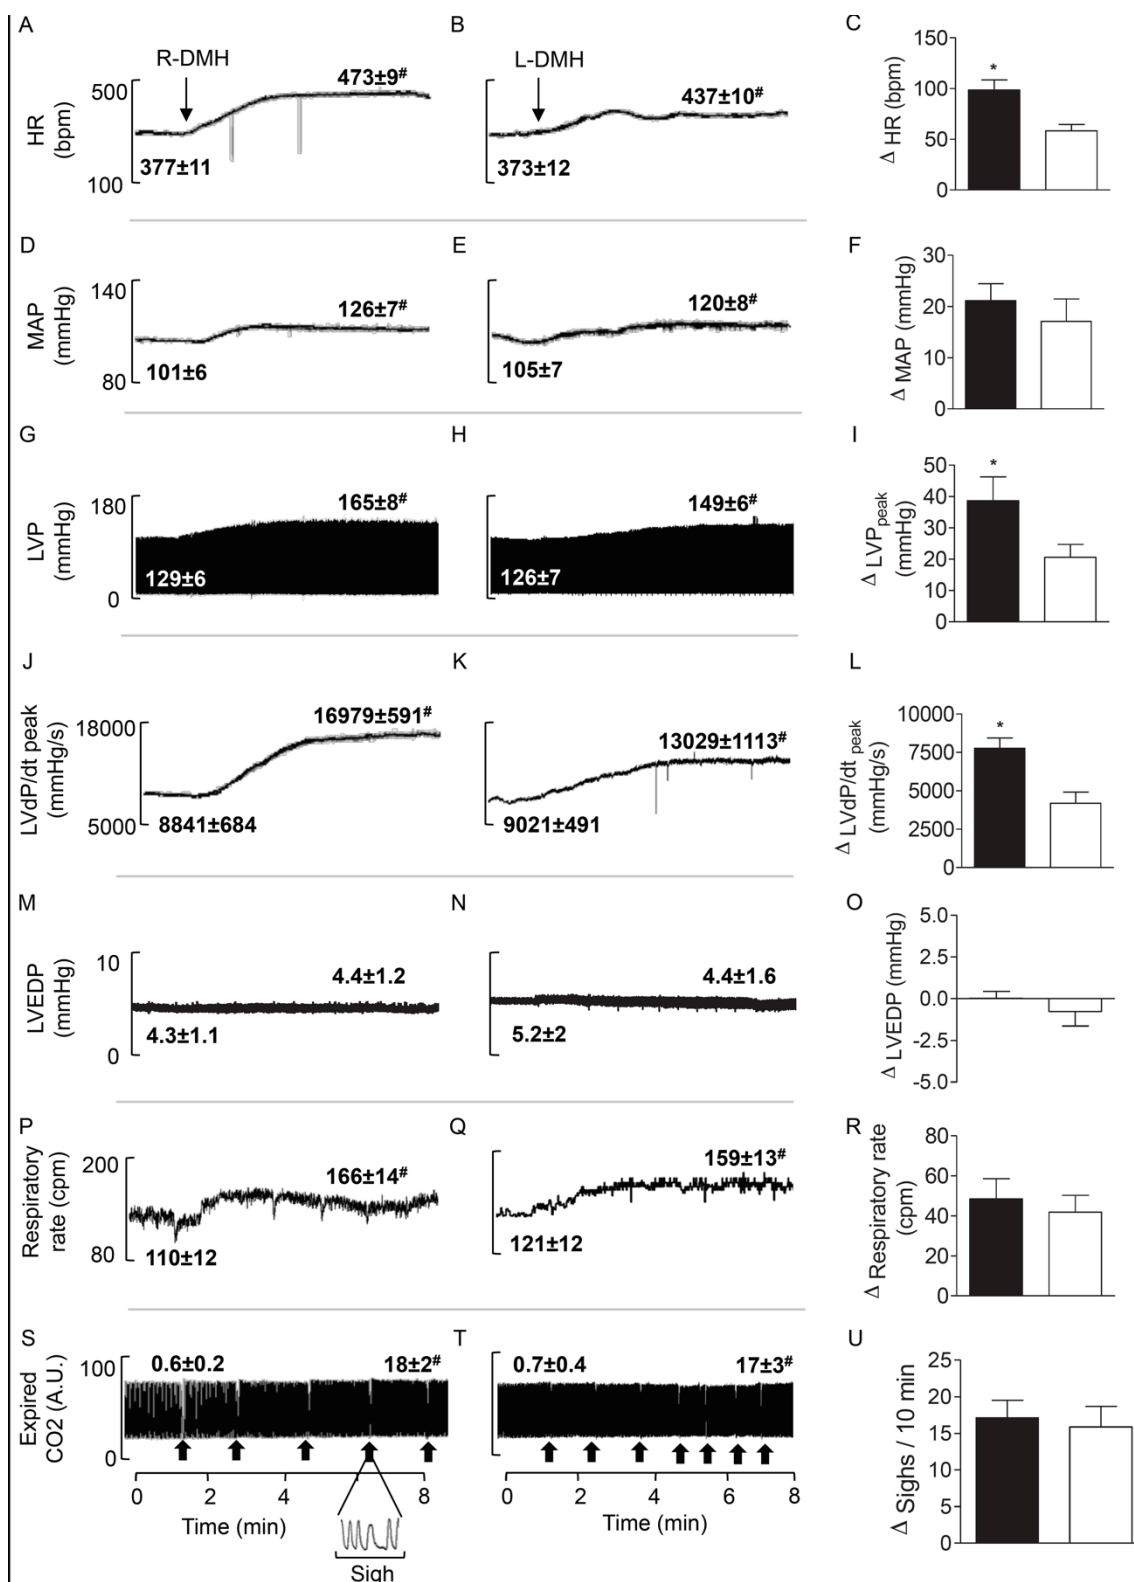 A
B
C
R-DMH
L-DMH
HR
(bpm)
500
100
473±9#
377±11
437±10#
373±12
Δ HR (bpm)
150
100
50
0
*
D
E
F
MAP
(mmHg)
140
80
126±7#
101±6
120±8#
105±7
Δ MAP (mmHg)
30
20
10
0
G
H
I
LVP
(mmHg)
180
0
165±8#
129±6
149±6#
126±7
Δ LVPpeak
(mmHg)
50
40
30
20
10
0
*
J
K
L
LVdP/dt peak
(mmHg/s)
18000
5000
16979±591#
8841±684
13029±1113#
9021±491
Δ LVdP/dtpeak
(mmHg/s)
10000
7500
5000
2500
0
*
M
N
O
LVEDP
(mmHg)
10
0
4.4±1.2
4.3±1.1
4.4±1.6
5.2±2
Δ LVEDP (mmHg)
5.0
2.5
0.0
-2.5
-5.0
P
Q
R
Respiratory
rate (cpm)
200
80
166±14#
110±12
159±13#
121±12
Δ Respiratory rate
(cpm)
80
60
40
20
0
S
T
U
Expired
CO2 (A.U.)
100
0
0.6±0.2
18±2#
0.7±0.4
17±3#
Δ Sighs / 10 min
25
20
15
10
5
0
0 2 4 8
Time (min)
0 2 4 6 8
Time (min)
Sigh